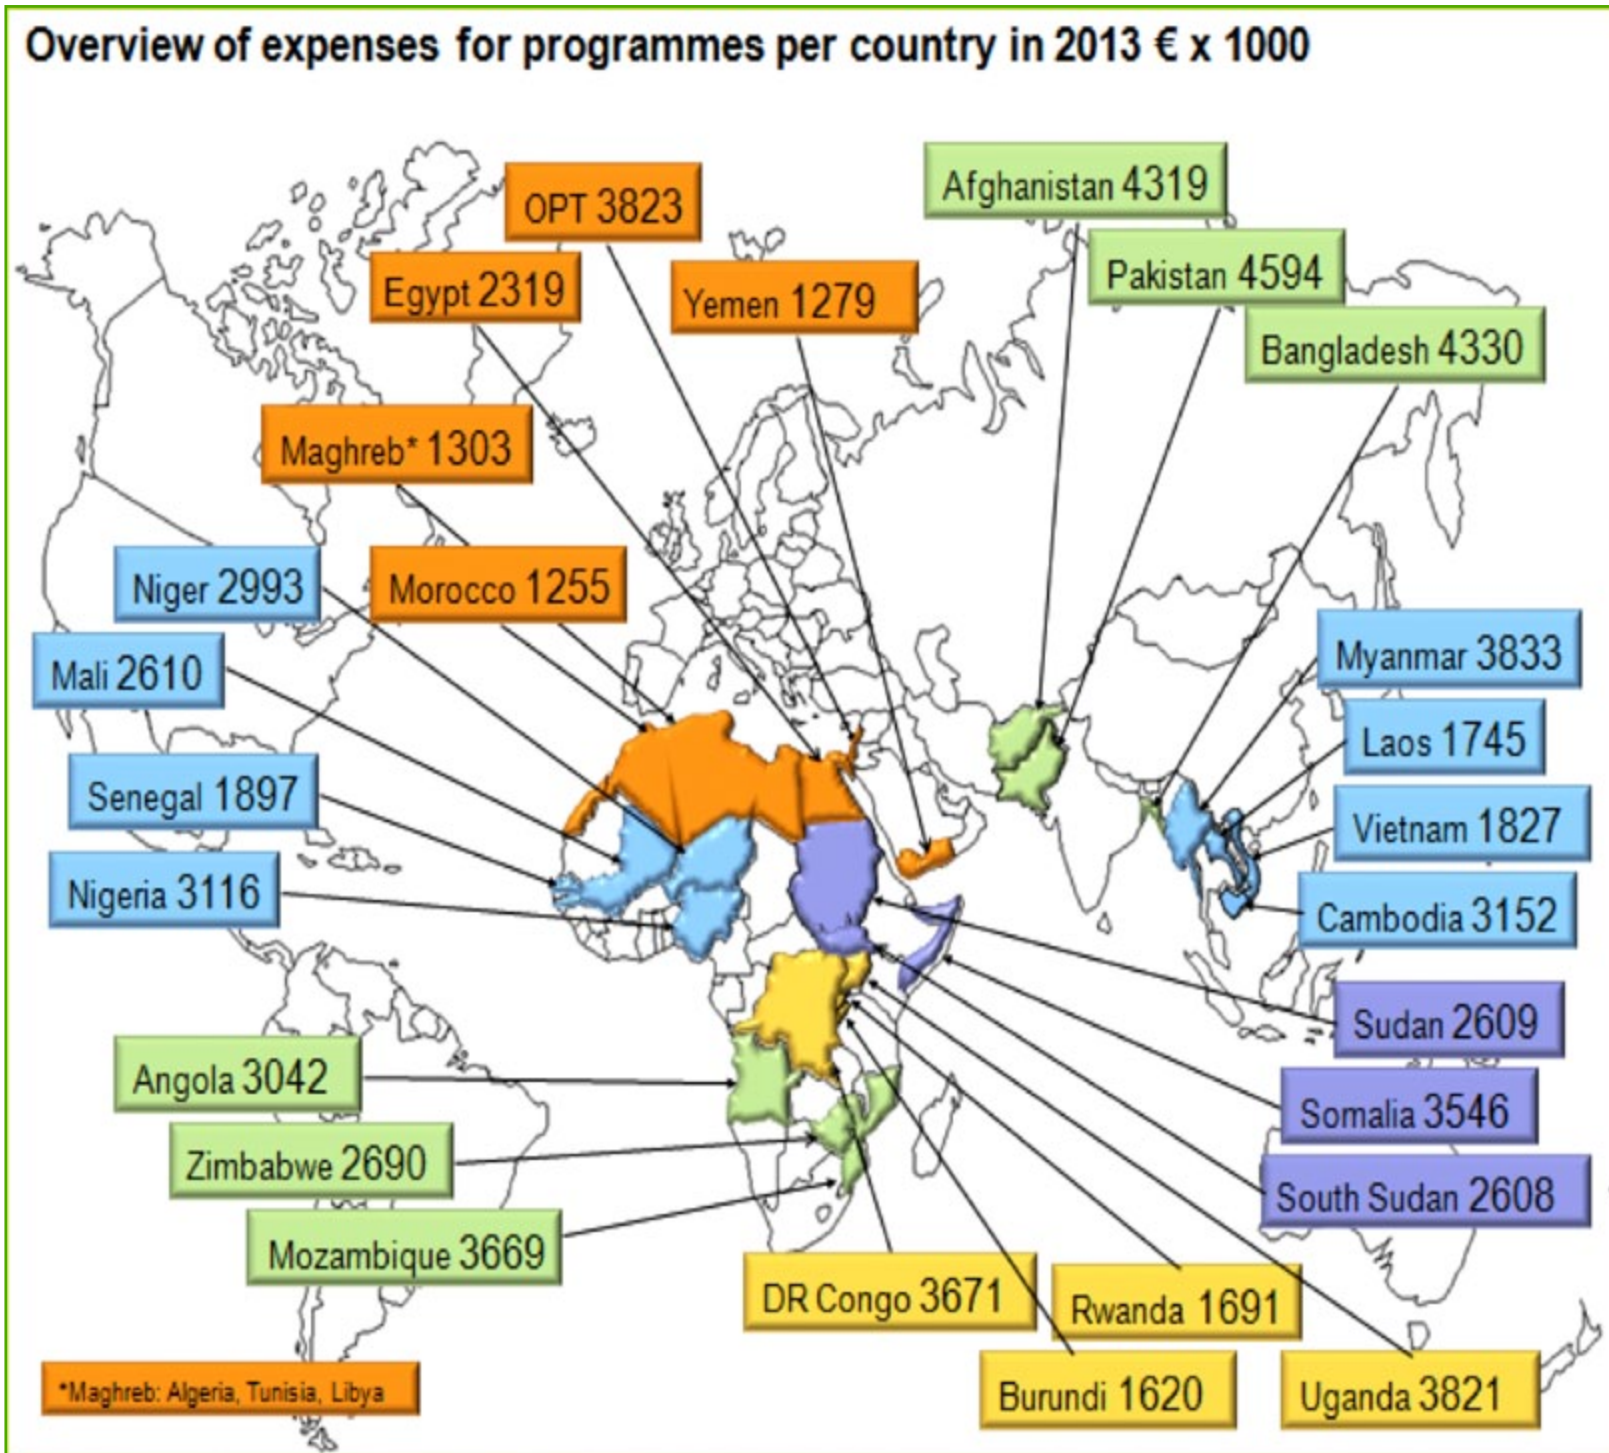 Overview of expenses for programmes per country in 2013 € x 1000
Afghanistan 4319
OPT 3823
Pakistan 4594
Egypt 2319
Yemen 1279
Bangladesh 4330
Maghreb* 1303
Niger 2993
Morocco 1255
Myanmar 3833
Mali 2610
Laos 1745
Senegal 1897
Vietnam 1827
Nigeria 3116
Cambodia 3152
Sudan 2609
Angola 3042
Somalia 3546
Zimbabwe 2690
South Sudan 2608
Mozambique 3669
DR Congo 3671
Rwanda 1691
*Maghreb: Algeria, Tunisia, Libya
Burundi 1620
Uganda 3821